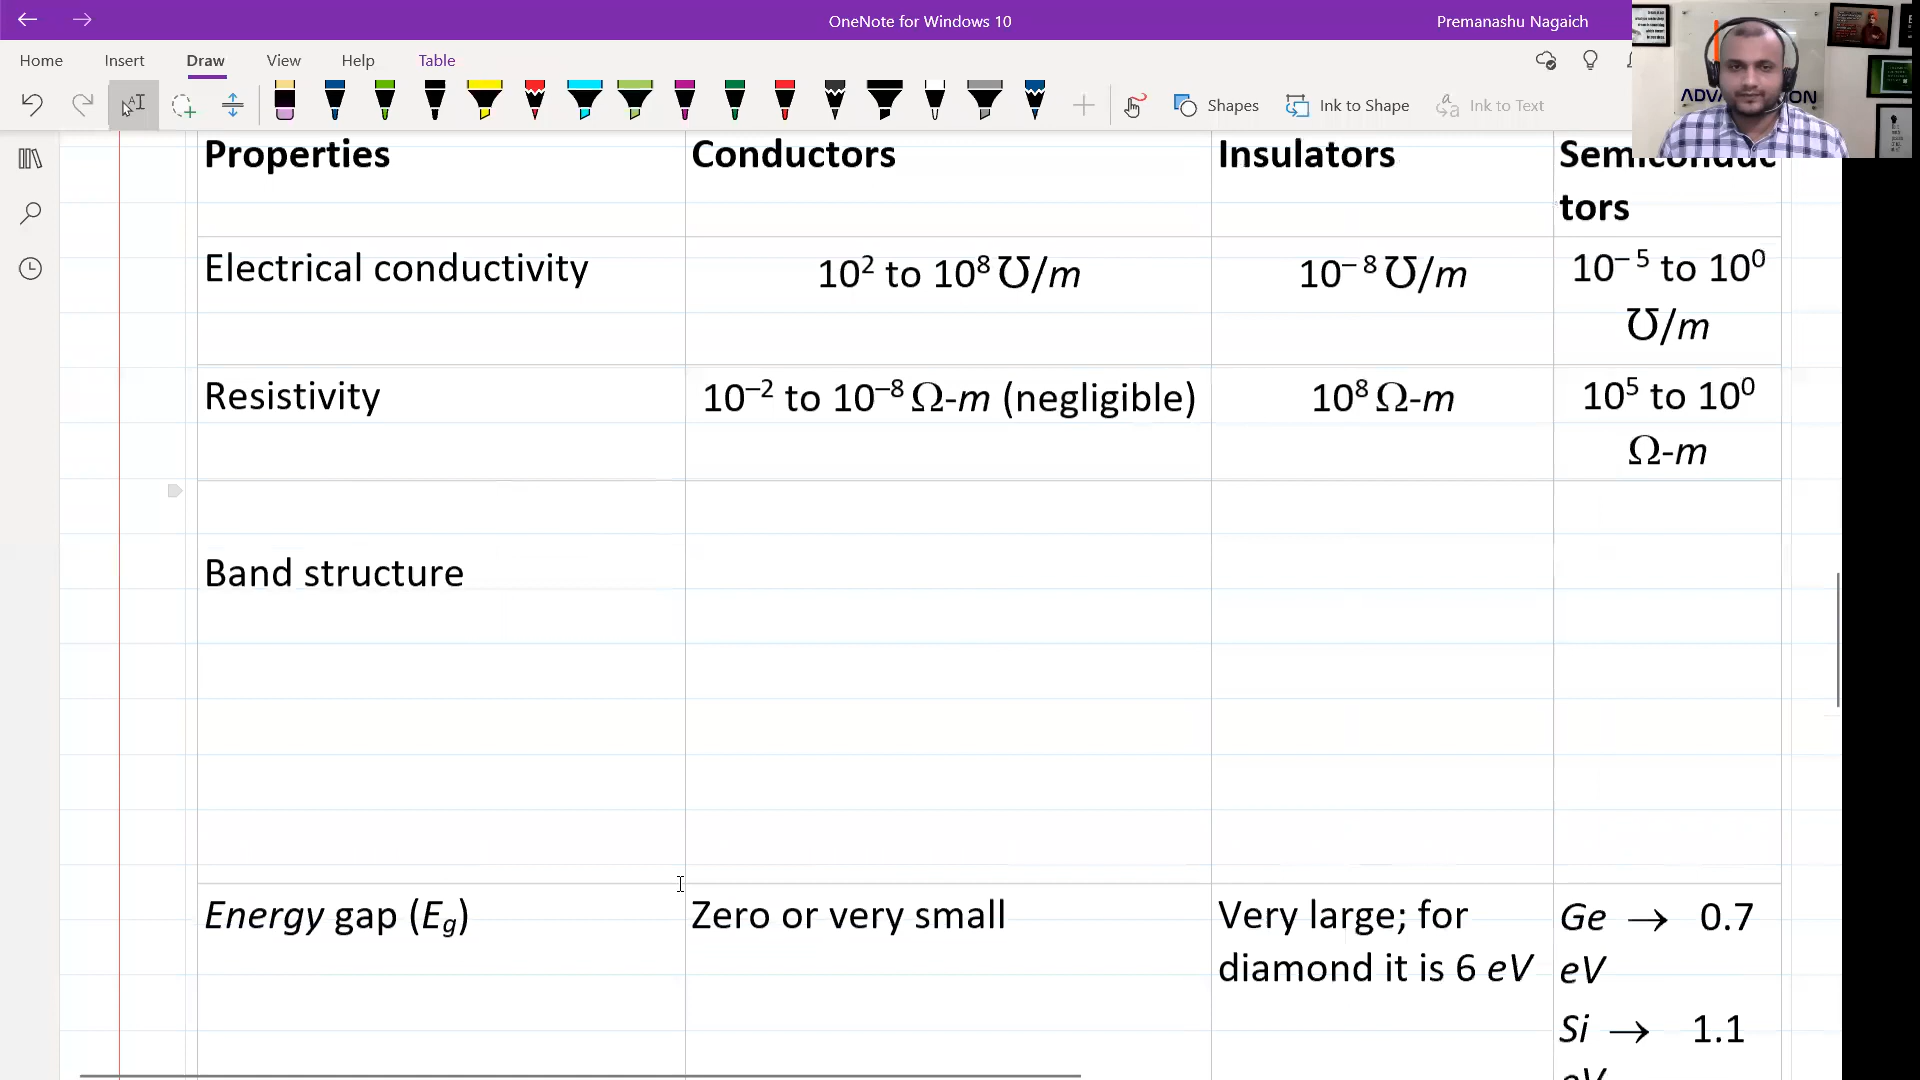 OneNote for Windows 10
Premanashu Nagaich
Home Insert Draw View Help Table
Shapes Ink to Shape Ink to Text
Properties Conductors Insulators Semiconduc
tors
Electrical conductivity 10² to 10⁸ ℧/m 10⁻⁸ ℧/m 10⁻⁵ to 10⁰
℧/m
Resistivity 10⁻² to 10⁻⁸ Ω-m (negligible) 10⁸ Ω-m 10⁵ to 10⁰
Ω-m
Band structure
Energy gap (E_g) Zero or very small Very large; for Ge → 0.7
diamond it is 6 eV eV
Si → 1.1
eV